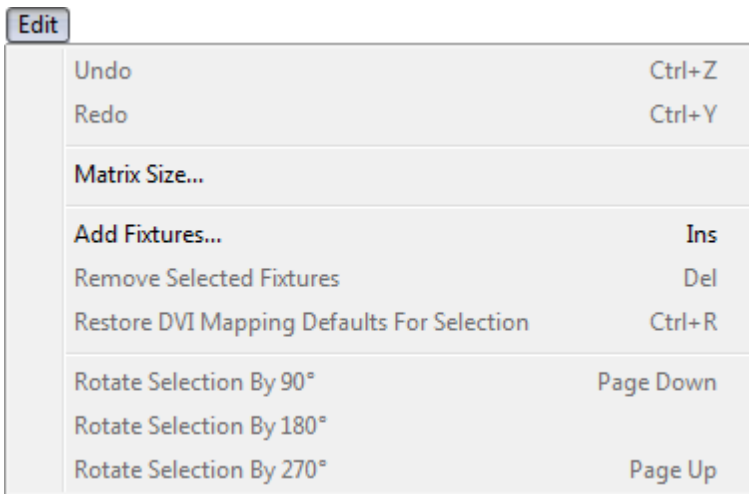 Edit
Undo Ctrl+Z
Redo Ctrl+Y
Matrix Size...
Add Fixtures... Ins
Remove Selected Fixtures Del
Restore DVI Mapping Defaults For Selection Ctrl+R
Rotate Selection By 90° Page Down
Rotate Selection By 180°
Rotate Selection By 270° Page Up